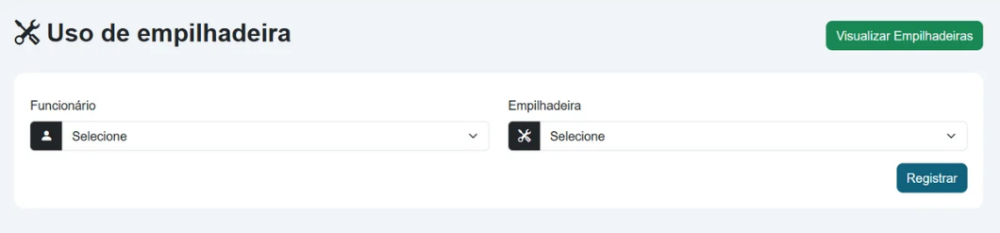 Uso de empilhadeira
Visualizar Empilhadeiras
Funcionário
Empilhadeira
Selecione
Selecione
Registrar